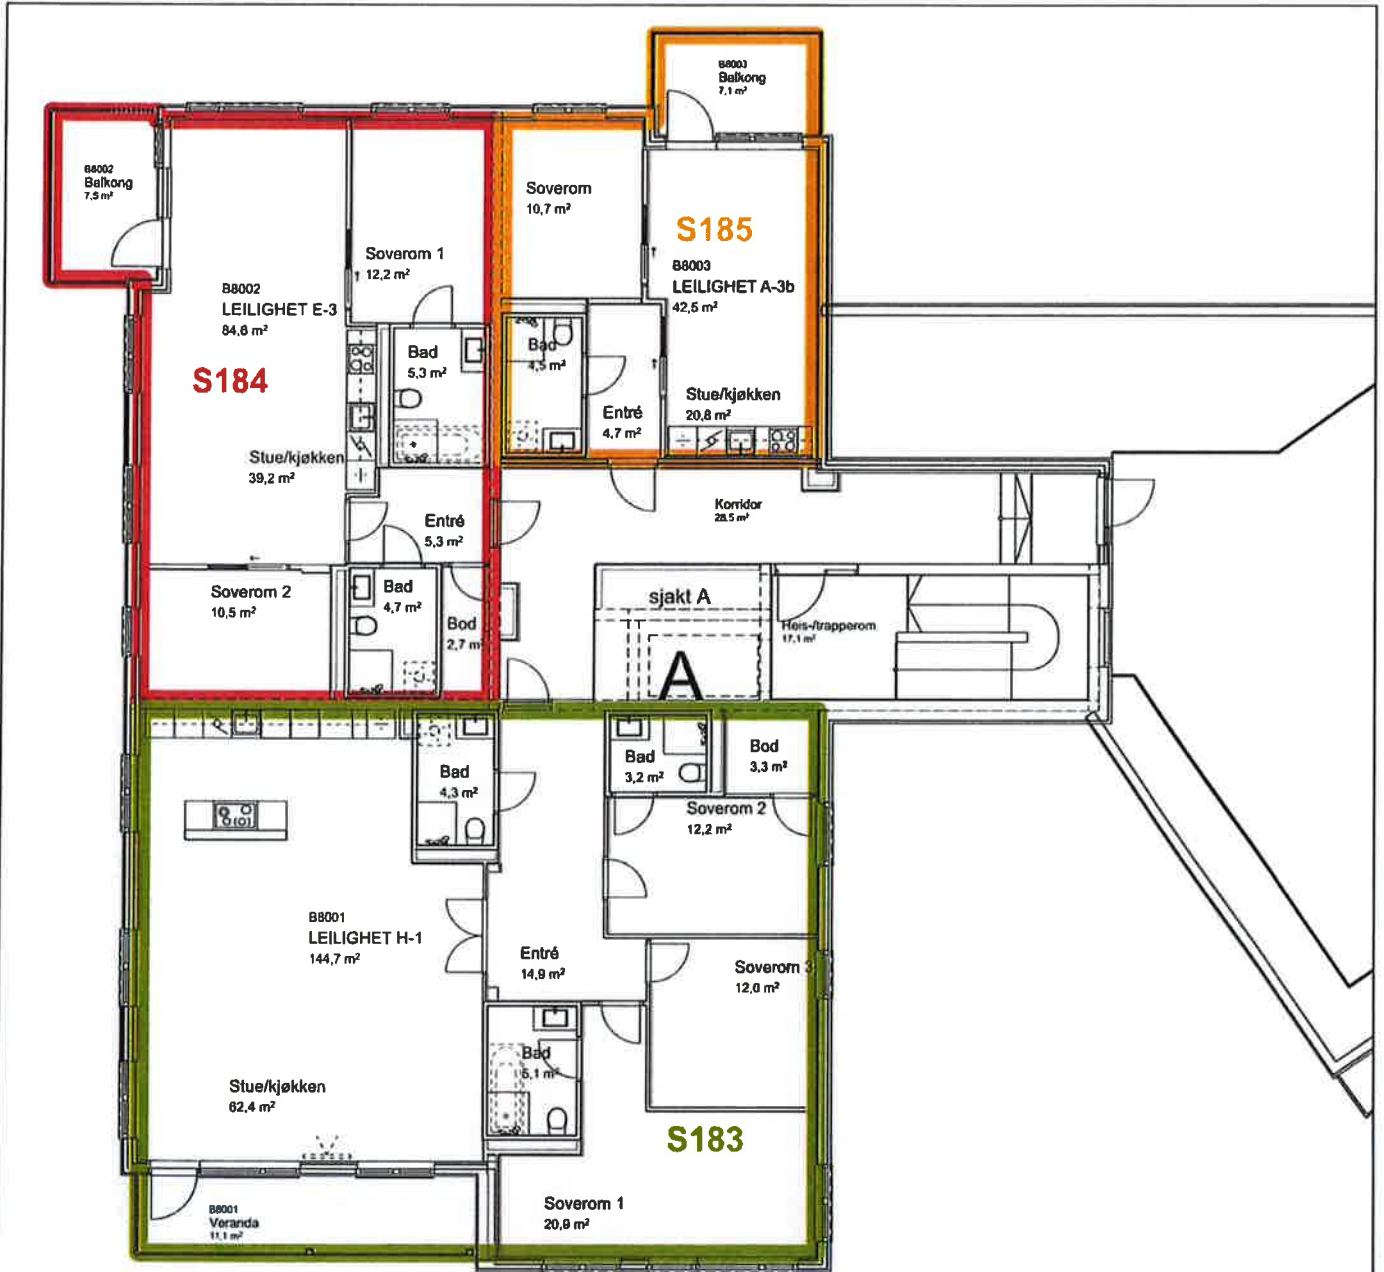 B8003
Balkong
7,1 m²
B8002
Balkong
7,5 m²
Soverom
10,7 m²
S185
B8003
LEILIGHET A-3b
42,5 m²
Soverom 1
12,2 m²
B8002
LEILIGHET E-3
84,6 m²
S184
Bad
5,3 m²
Bad
4,5 m²
Entré
4,7 m²
Stue/kjøkken
20,8 m²
Stue/kjøkken
39,2 m²
Entré
5,3 m²
Korridor
28,5 m²
Soverom 2
10,5 m²
Bad
4,7 m²
Bod
2,7 m²
sjakt A
A
Heis-/trapperom
17,1 m²
Bad
4,3 m²
Bad
3,2 m²
Bod
3,3 m²
Soverom 2
12,2 m²
B8001
LEILIGHET H-1
144,7 m²
Entré
14,9 m²
Soverom 3
12,0 m²
Bad
5,1 m²
Stue/kjøkken
62,4 m²
S183
Soverom 1
20,9 m²
B8001
Veranda
11,1 m²